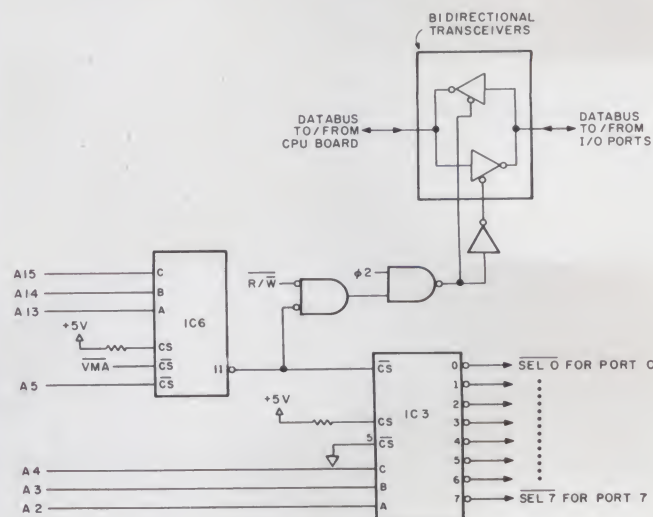 BIDIRECTIONAL
TRANSCEIVERS
DATABUS
TO/FROM
CPU BOARD
DATABUS
TO/FROM
I/O PORTS
A15
C
A14
B
A13
A
+5V
IC6
CS
VMA
CS
A5
CS
11
R/W
φ2
CS
+5V
CS
5
CS
IC3
A4
C
A3
B
A2
A
0
SEL 0 FOR PORT 0
1
2
3
4
5
6
7
SEL 7 FOR PORT 7